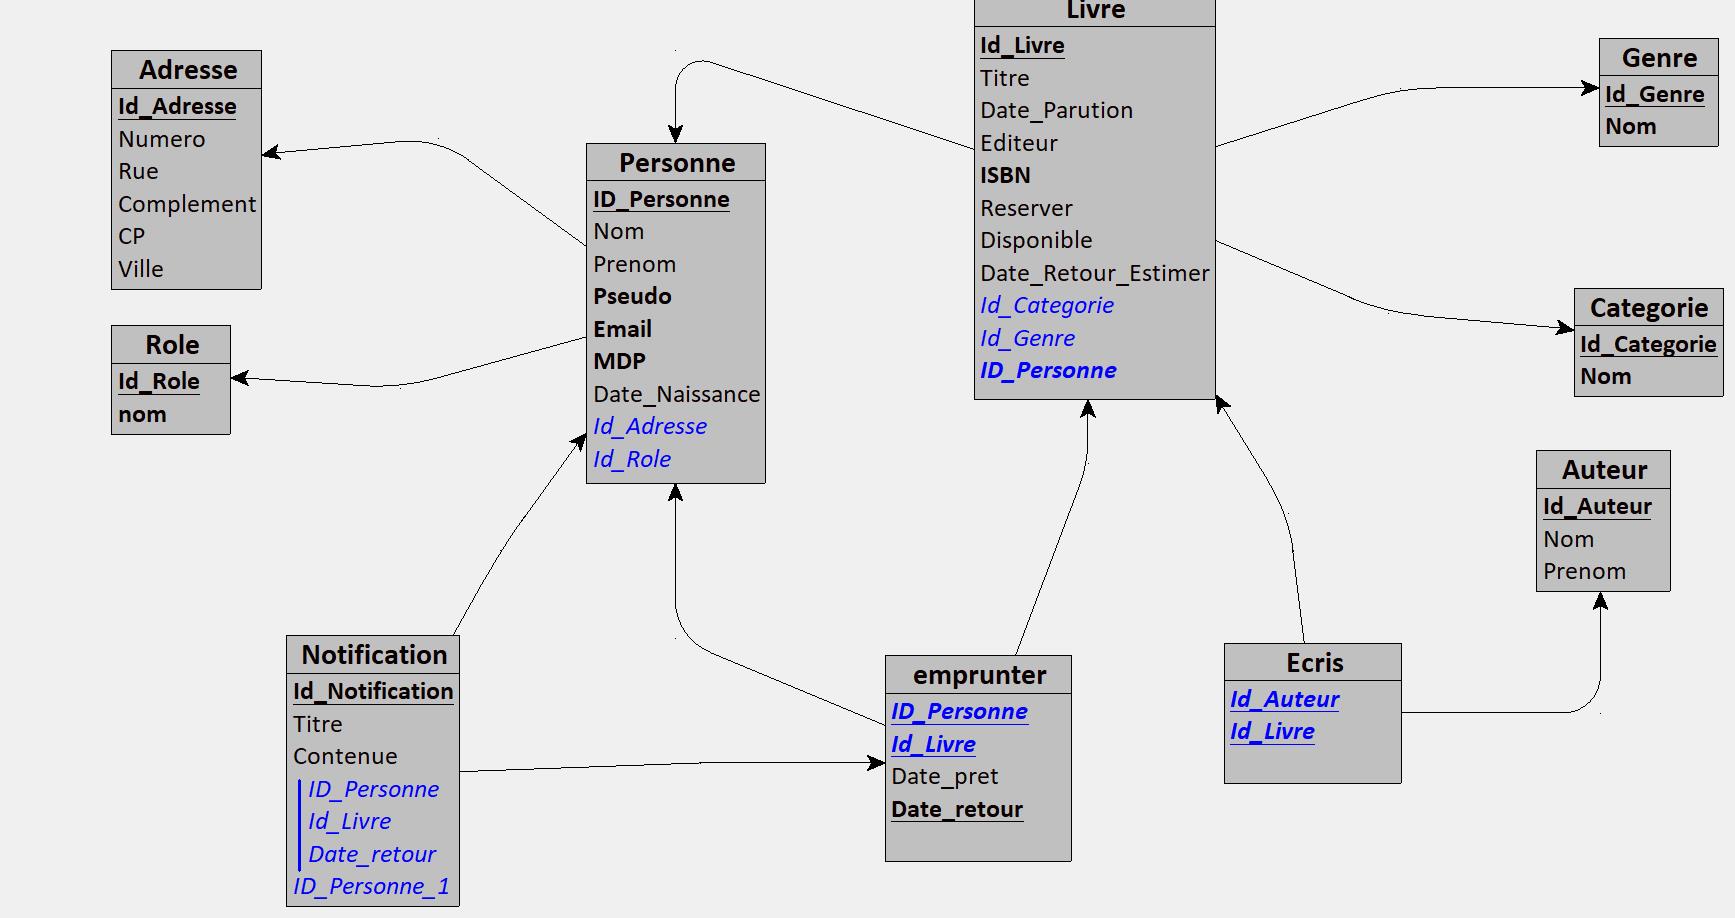 Livre
Id_Livre
Titre
Date_Parution
Editeur
ISBN
Reserver
Disponible
Date_Retour_Estimer
Id_Categorie
Id_Genre
ID_Personne
Adresse
Id_Adresse
Numero
Rue
Complement
CP
Ville
Genre
Id_Genre
Nom
Personne
ID_Personne
Nom
Prenom
Pseudo
Email
MDP
Date_Naissance
Id_Adresse
Id_Role
Role
Id_Role
nom
Categorie
Id_Categorie
Nom
Auteur
Id_Auteur
Nom
Prenom
Notification
Id_Notification
Titre
Contenue
ID_Personne
Id_Livre
Date_retour
ID_Personne_1
emprunter
ID_Personne
Id_Livre
Date_pret
Date_retour
Ecris
Id_Auteur
Id_Livre